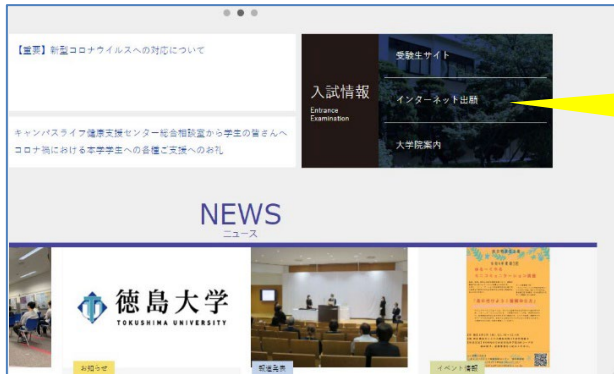 【重要】新型コロナウイルスへの対応について
キャンパスライフ健康支援センター総合相談室から学生の皆さんへ
コロナ禍における本学学生への各種ご支援へのお礼
入試情報
Entrance
Examination
受験生サイト
インターネット出願
大学院案内
NEWS
ニュース
徳島大学
TOKUSHIMA UNIVERSITY
お知らせ
報道発表
イベント情報